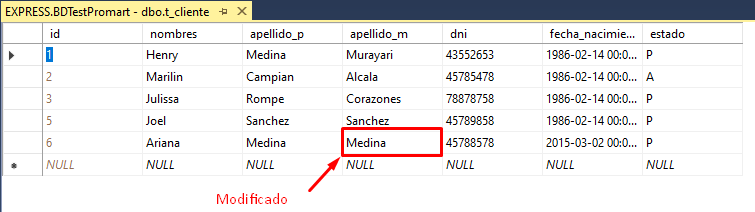 EXPRESS.BDTestPromart - dbo.t_cliente
id nombres apellido_p apellido_m dni fecha_nacimie... estado
1 Henry Medina Murayari 43552653 1986-02-14 00:0... P
2 Marilin Campian Alcala 45785478 1986-02-14 00:0... A
3 Julissa Rompe Corazones 78878758 1986-02-14 00:0... P
5 Joel Sanchez Sanchez 45789858 1986-02-14 00:0... P
6 Ariana Medina Medina 45788578 2015-03-02 00:0... P
NULL NULL NULL NULL NULL NULL NULL
Modificado